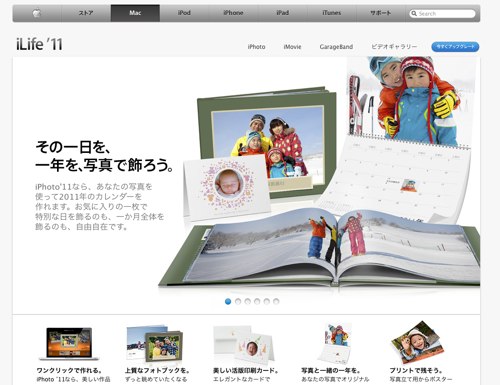 ストア Mac iPod iPhone iPad iTunes サポート Search
iLife ’11
iPhoto iMovie GarageBand ビデオギャラリー 今すぐアップグレード
その一日を、
一年を、写真で飾ろう。
iPhoto’11なら、あなたの写真を
使って2011年のカレンダーを
作れます。お気に入りの一枚で
特別な日を飾るのも、一か月全体を
飾るのも、自由自在です。
ワンクリックで作れる。
iPhoto ’11なら、美しい作品
上質なフォトブックを。
ずっと眺めていたくなる
美しい活版印刷カード。
エレガントなカードで
写真と一緒の一年を。
あなたの写真でオリジナル
プリントで残そう。
写真立て用からポスター